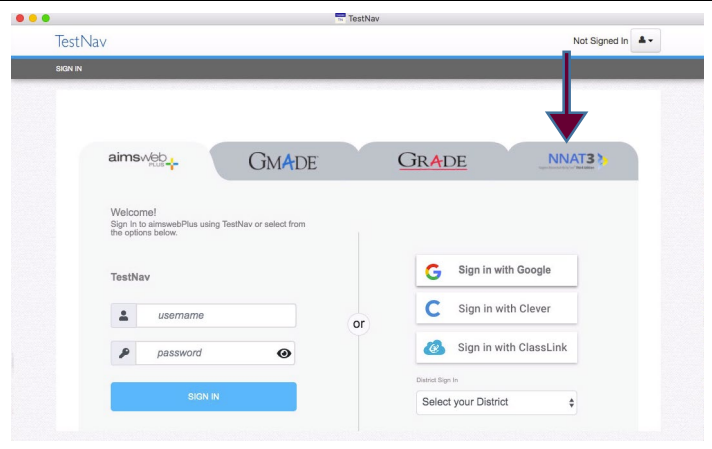 TestNav
TestNav
Not Signed In
SIGN IN
aimsweb PLUS
GMADE
GRADE
NNAT3
Welcome!
Sign in to aimswebPlus using TestNav or select from
the options below.
TestNav
username
password
SIGN IN
or
Sign in with Google
Sign in with Clever
Sign in with ClassLink
District Sign In
Select your District